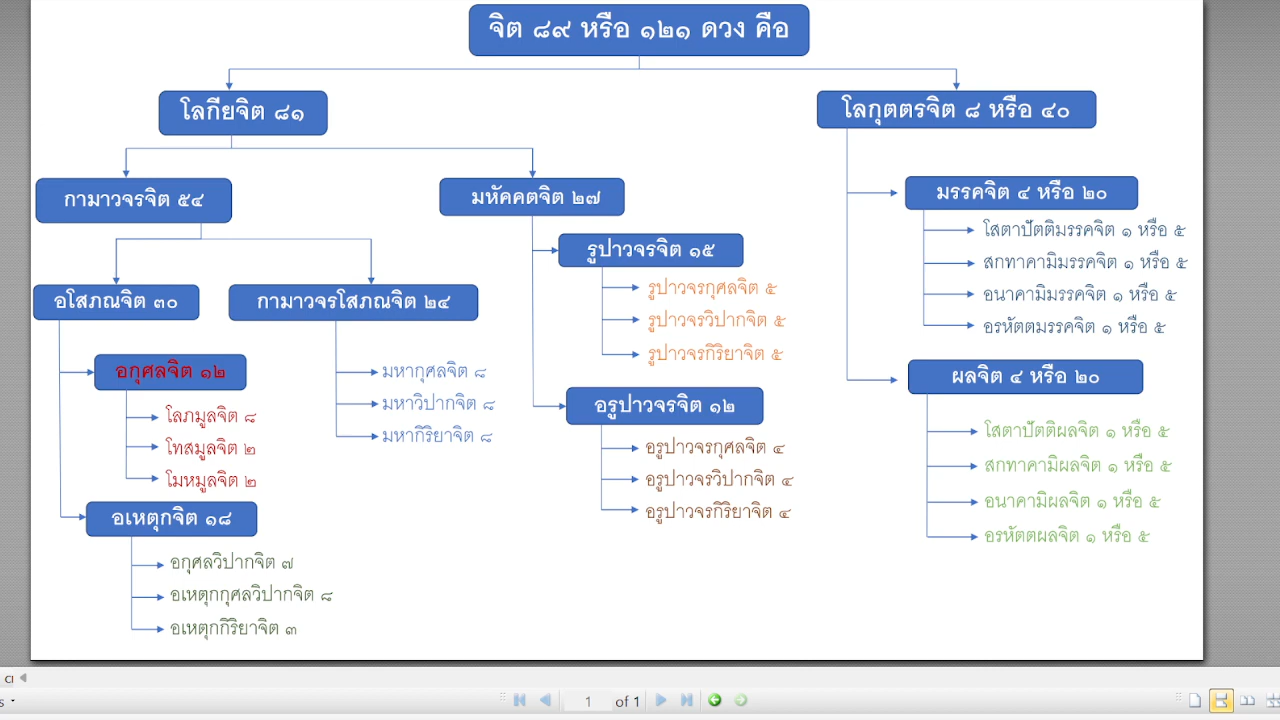 จิต ๘๙ หรือ ๑๒๑ ดวง คือ
โลกียจิต ๘๑
กามาวจรจิต ๕๔
อโสภณจิต ๓๐
อกุศลจิต ๑๒
โลภมูลจิต ๘
โทสมูลจิต ๒
โมหมูลจิต ๒
อเหตุกจิต ๑๘
อกุศลวิปากจิต ๗
อเหตุกกุศลวิปากจิต ๘
อเหตุกกิริยาจิต ๓
กามาวจรโสภณจิต ๒๔
มหากุศลจิต ๘
มหาวิปากจิต ๘
มหากิริยาจิต ๘
มหัคคตจิต ๒๗
รูปาวจรจิต ๑๕
รูปาวจรกุศลจิต ๕
รูปาวจรวิปากจิต ๕
รูปาวจรกิริยาจิต ๕
อรูปาวจรจิต ๑๒
อรูปาวจรกุศลจิต ๔
อรูปาวจรวิปากจิต ๔
อรูปาวจรกิริยาจิต ๔
โลกุตตรจิต ๘ หรือ ๔๐
มรรคจิต ๔ หรือ ๒๐
โสตาปัตติมรรคจิต ๑ หรือ ๕
สกทาคามิมรรคจิต ๑ หรือ ๕
อนาคามิมรรคจิต ๑ หรือ ๕
อรหัตตมรรคจิต ๑ หรือ ๕
ผลจิต ๔ หรือ ๒๐
โสตาปัตติผลจิต ๑ หรือ ๕
สกทาคามิผลจิต ๑ หรือ ๕
อนาคามิผลจิต ๑ หรือ ๕
อรหัตตผลจิต ๑ หรือ ๕
1 of 1